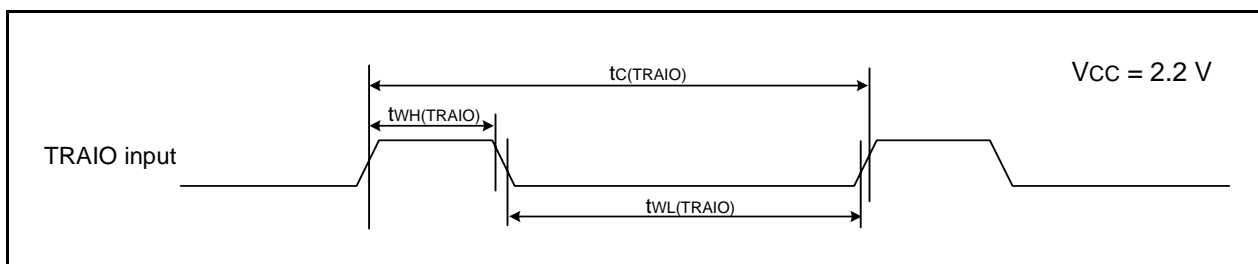 tC(TRAIO)
VCC = 2.2 V
tWH(TRAIO)
TRAIO input
tWL(TRAIO)